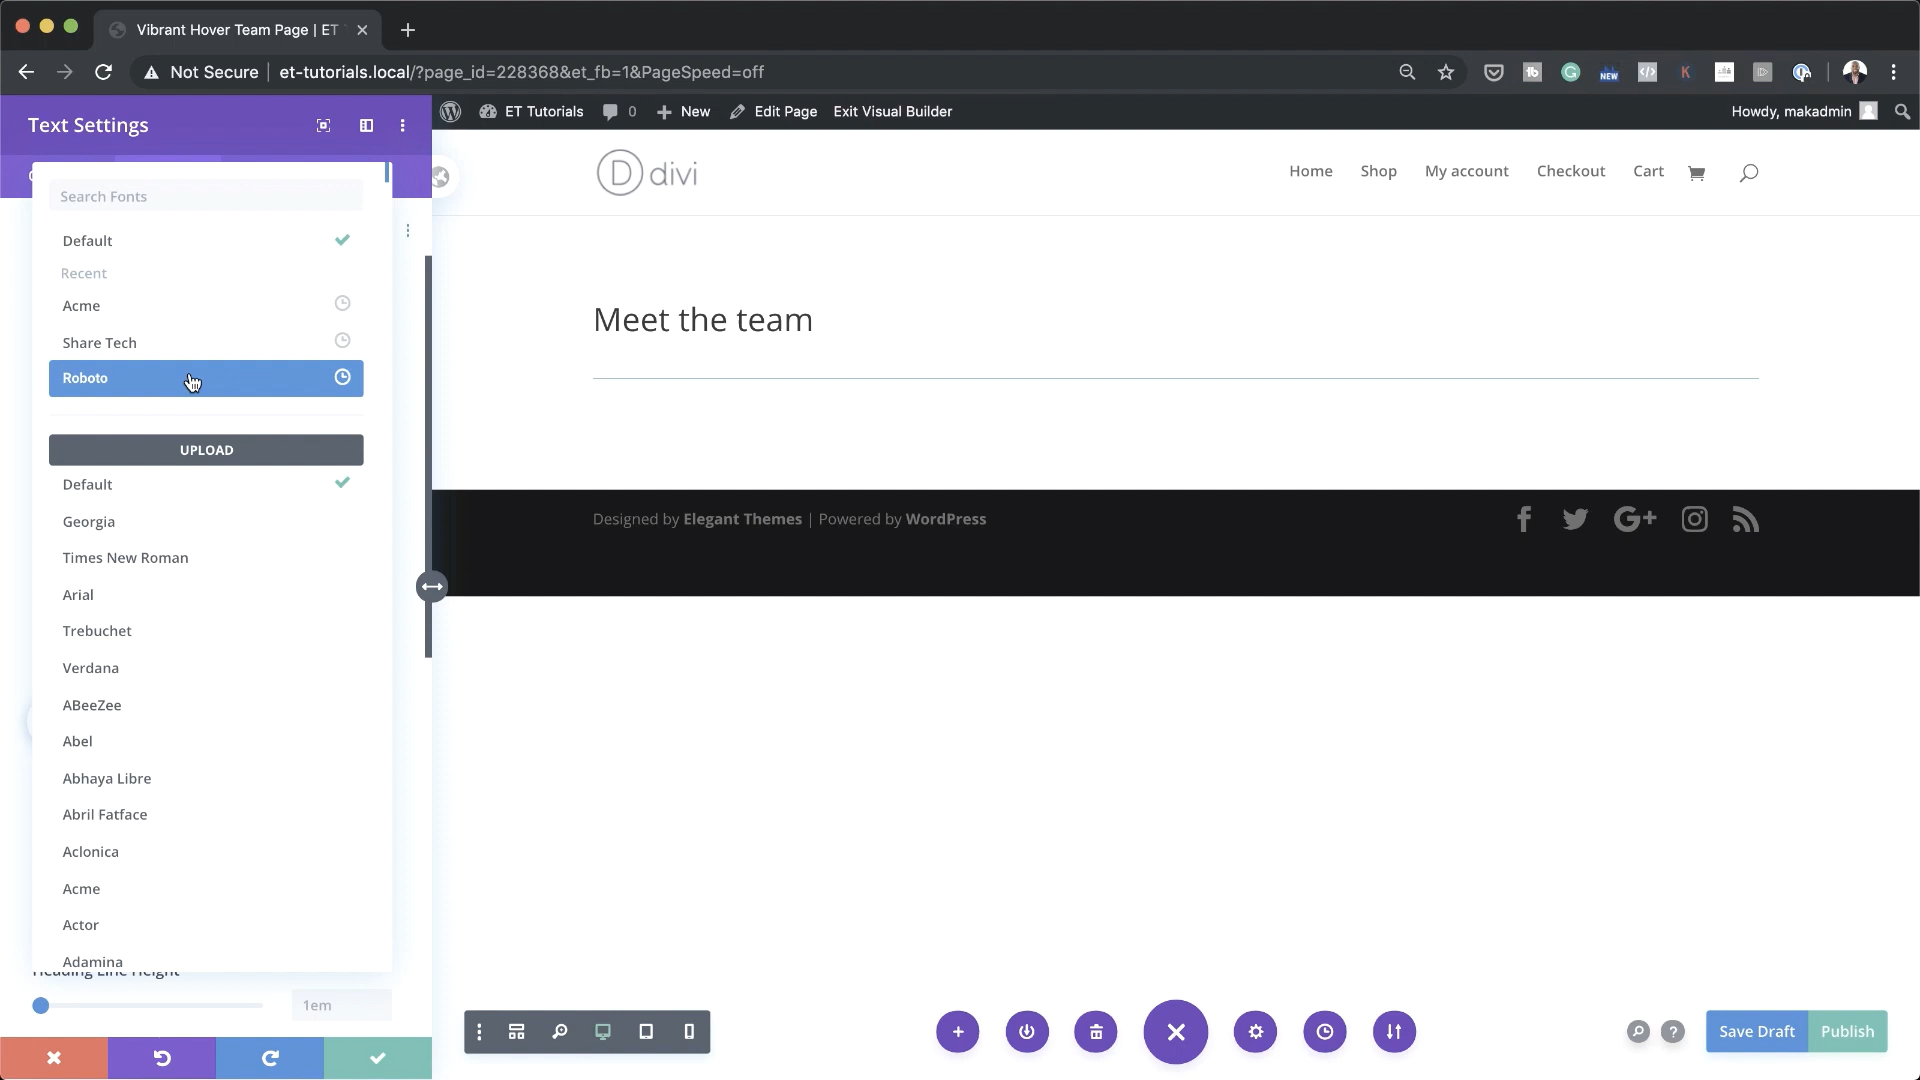 Vibrant Hover Team Page | ET
Not Secure
et-tutorials.local/?page_id=228368&et_fb=1&PageSpeed=off
NEW
Text Settings
ET Tutorials
0
New
Edit Page
Exit Visual Builder
Howdy, makadmin
Search Fonts
Default
Recent
Acme
Share Tech
Roboto
UPLOAD
Default
Georgia
Times New Roman
Arial
Trebuchet
Verdana
ABeeZee
Abel
Abhaya Libre
Abril Fatface
Aclonica
Acme
Actor
Adamina
Heading Line Height
1em
D divi
Home
Shop
My account
Checkout
Cart
Meet the team
Designed by Elegant Themes | Powered by WordPress
Save Draft
Publish